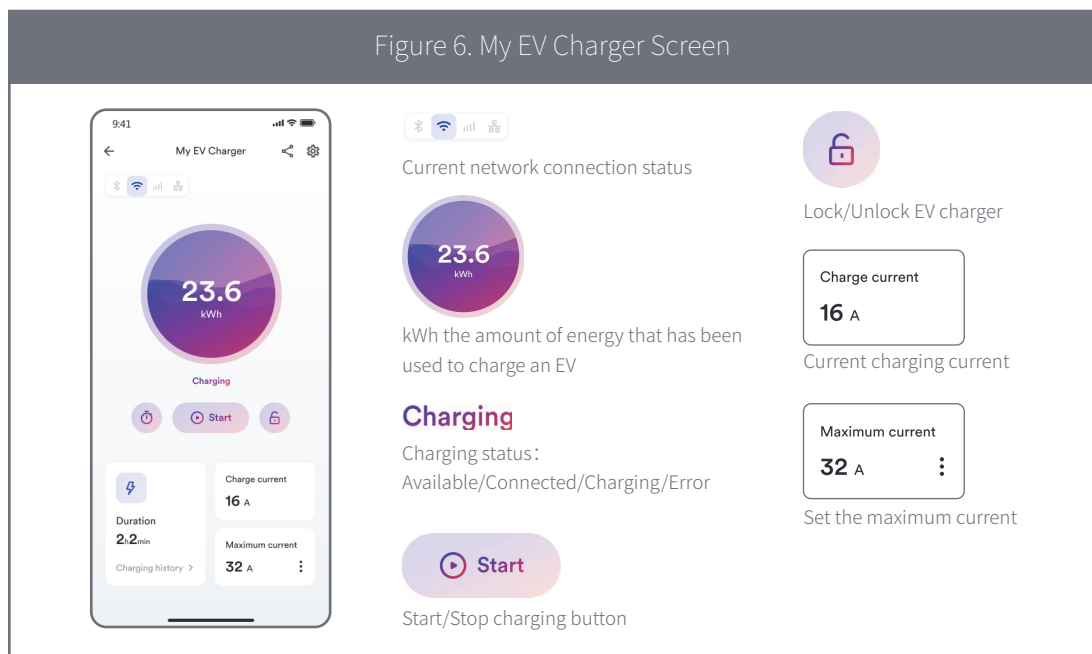 Figure 6. My EV Charger Screen
9:41
My EV Charger
23.6
kWh
Charging
Start
Duration
2h2min
Charging history >
Charge current
16 A
Maximum current
32 A
Current network connection status
23.6
kWh
kWh the amount of energy that has been
used to charge an EV
Charging
Charging status：
Available/Connected/Charging/Error
Start
Start/Stop charging button
Lock/Unlock EV charger
Charge current
16 A
Current charging current
Maximum current
32 A
Set the maximum current